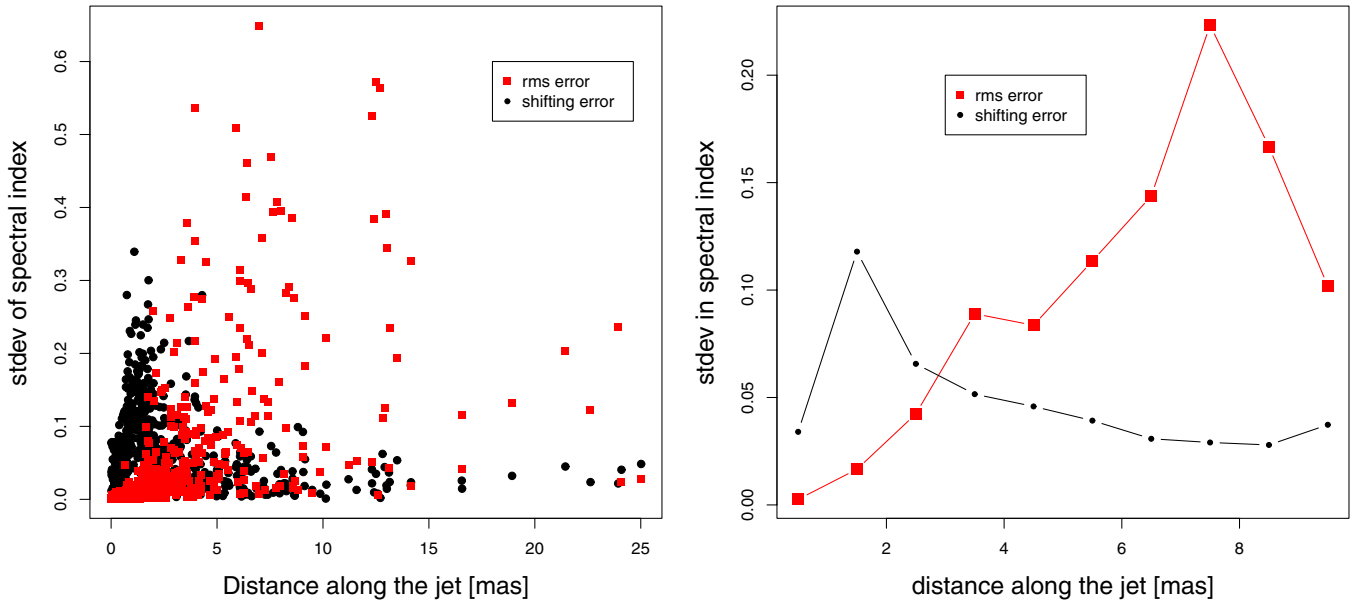 stdev of spectral index
0.0 0.1 0.2 0.3 0.4 0.5 0.6
rms error
shifting error
0 5 10 15 20 25
Distance along the jet [mas]
stdev in spectral index
0.00 0.05 0.10 0.15 0.20
rms error
shifting error
2 4 6 8
distance along the jet [mas]